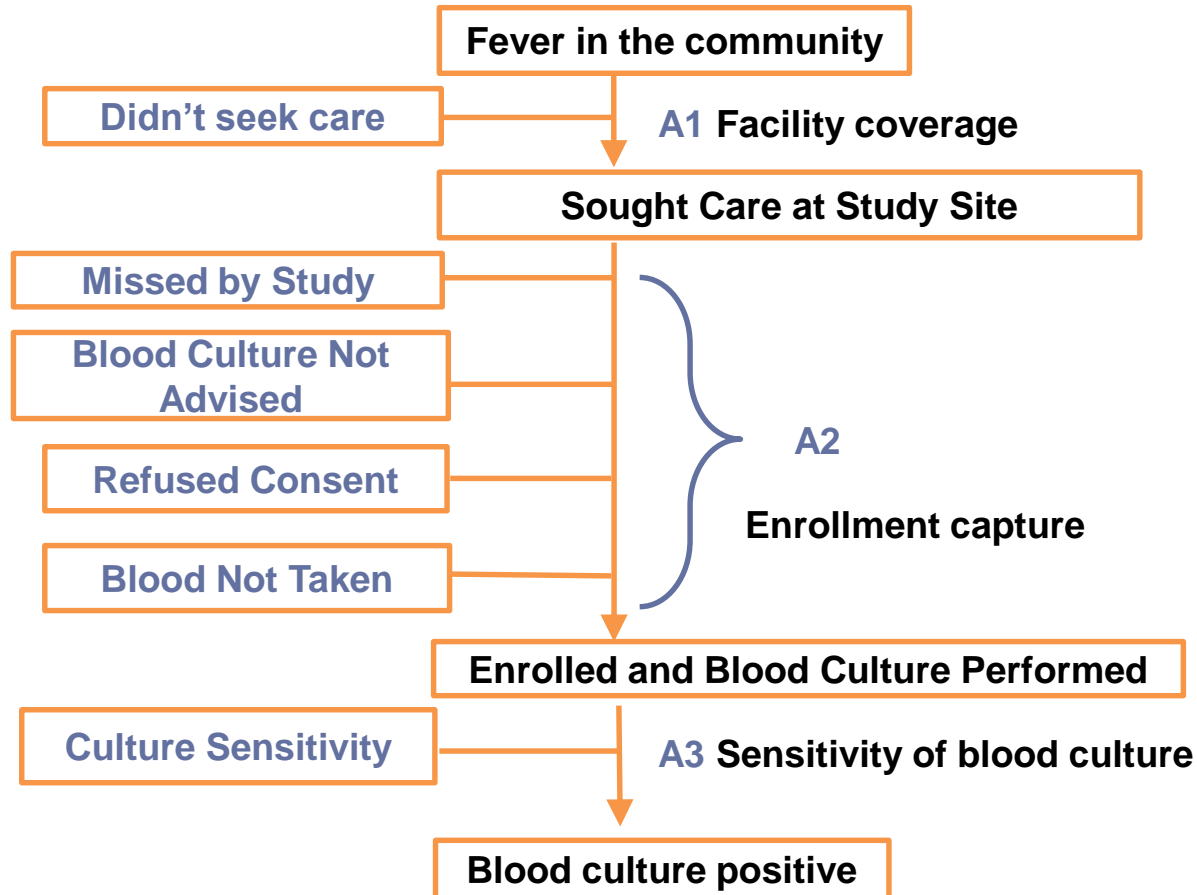 Fever in the community
Didn't seek care
A1 Facility coverage
Sought Care at Study Site
Missed by Study
Blood Culture Not
Advised
A2
Refused Consent
Enrollment capture
Blood Not Taken
Enrolled and Blood Culture Performed
Culture Sensitivity
A3 Sensitivity of blood culture
Blood culture positive